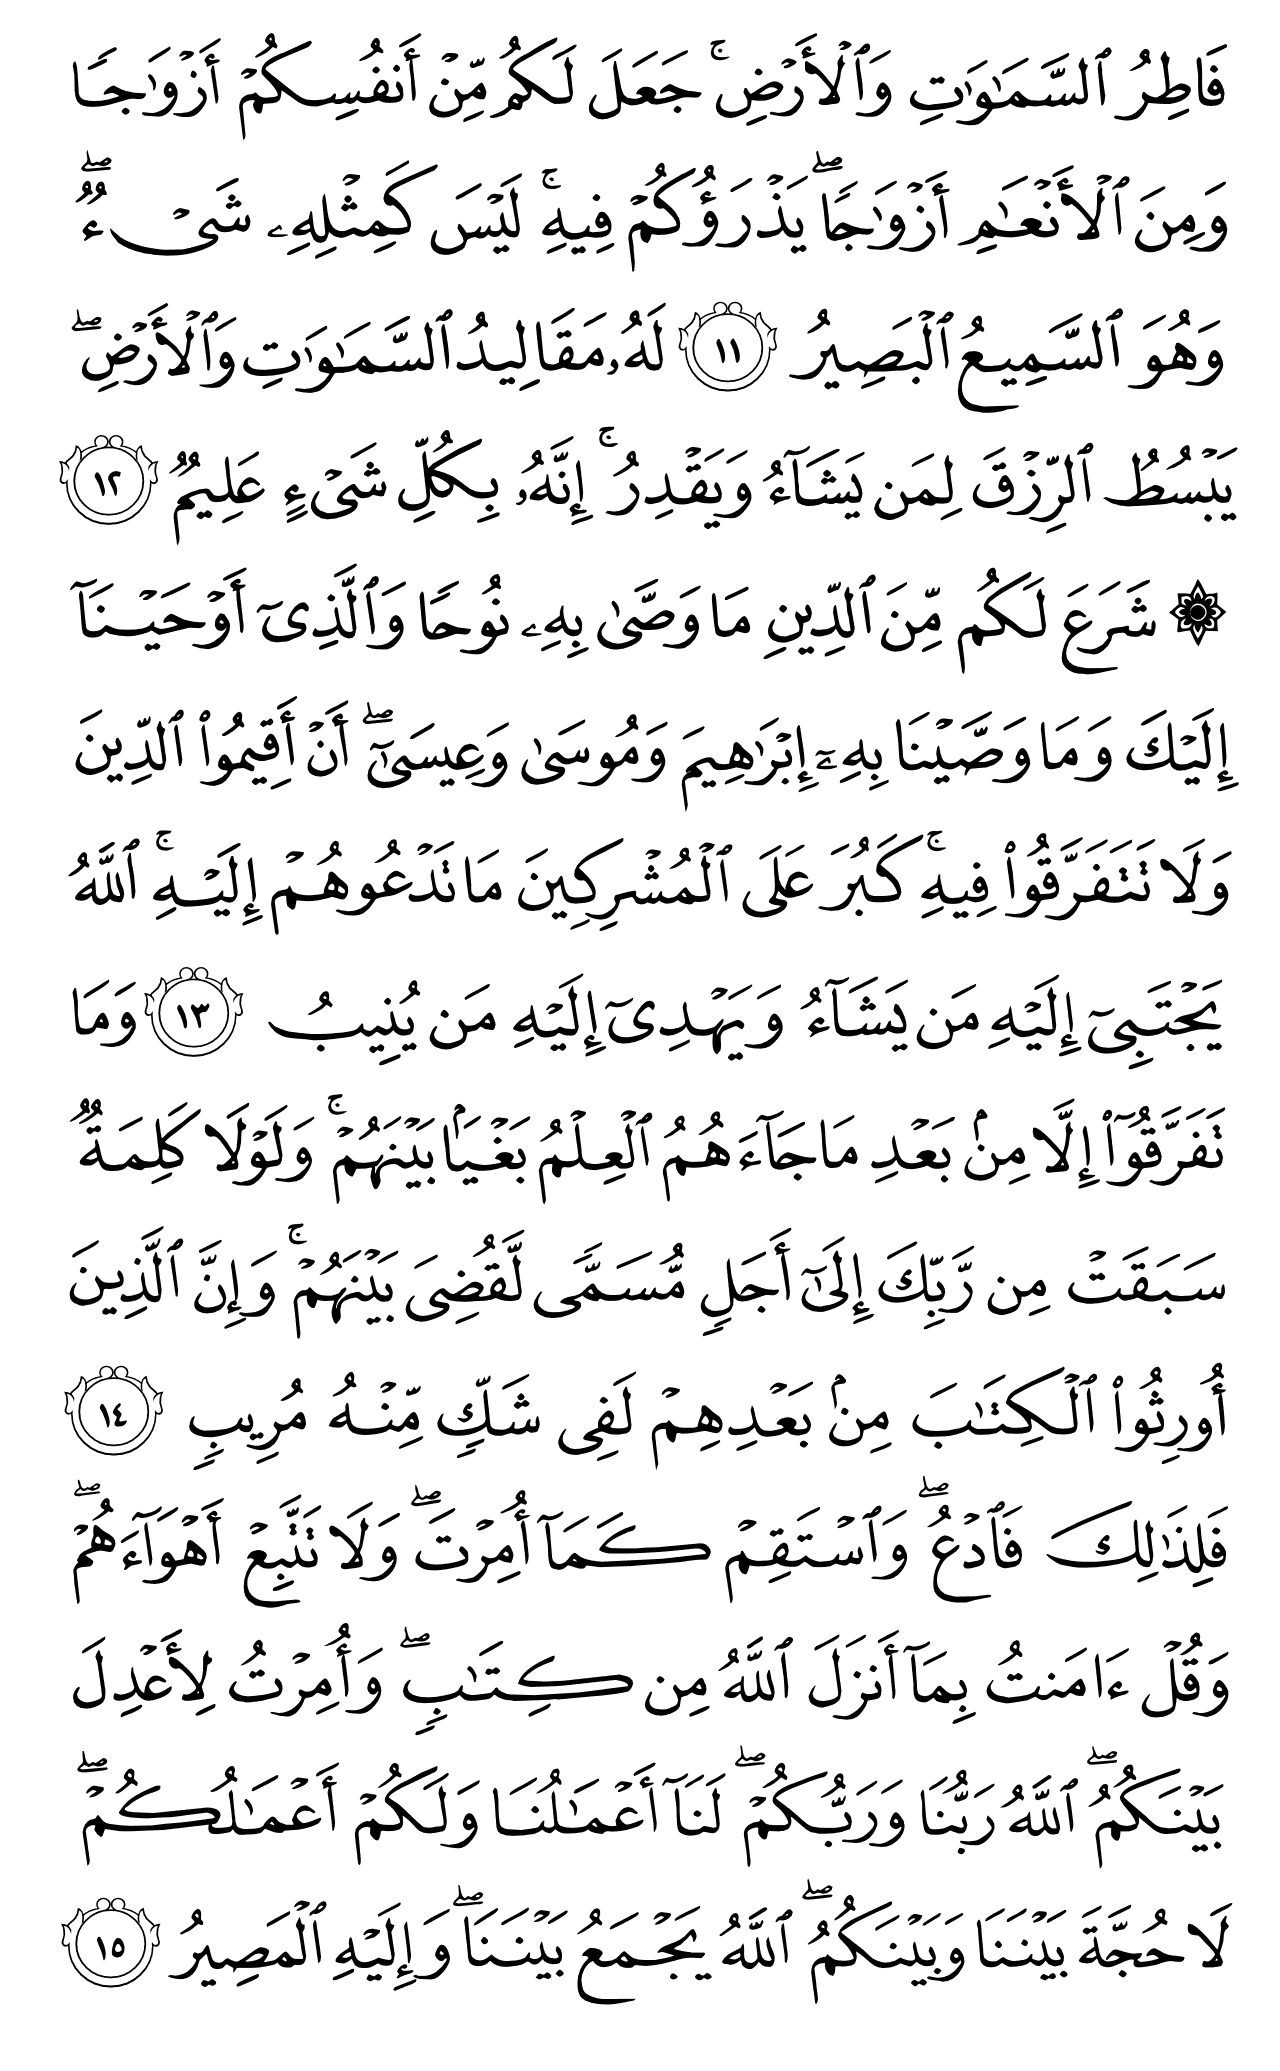 فَاطِرُ ٱلسَّمَٰوَٰتِ وَٱلْأَرْضِ ۚ جَعَلَ لَكُم مِّنْ أَنفُسِكُمْ أَزْوَٰجًا
وَمِنَ ٱلْأَنْعَٰمِ أَزْوَٰجًا ۖ يَذْرَؤُكُمْ فِيهِ ۚ لَيْسَ كَمِثْلِهِۦ شَىْءٌ ۖ
وَهُوَ ٱلسَّمِيعُ ٱلْبَصِيرُ ١١ لَهُۥ مَقَالِيدُ ٱلسَّمَٰوَٰتِ وَٱلْأَرْضِ ۖ
يَبْسُطُ ٱلرِّزْقَ لِمَن يَشَآءُ وَيَقْدِرُ ۚ إِنَّهُۥ بِكُلِّ شَىْءٍ عَلِيمٌ ١٢
۞ شَرَعَ لَكُم مِّنَ ٱلدِّينِ مَا وَصَّىٰ بِهِۦ نُوحًا وَٱلَّذِىٓ أَوْحَيْنَآ
إِلَيْكَ وَمَا وَصَّيْنَا بِهِۦٓ إِبْرَٰهِيمَ وَمُوسَىٰ وَعِيسَىٰٓ ۖ أَنْ أَقِيمُوا۟ ٱلدِّينَ
وَلَا تَتَفَرَّقُوا۟ فِيهِ ۚ كَبُرَ عَلَى ٱلْمُشْرِكِينَ مَا تَدْعُوهُمْ إِلَيْهِ ۚ ٱللَّهُ
يَجْتَبِىٓ إِلَيْهِ مَن يَشَآءُ وَيَهْدِىٓ إِلَيْهِ مَن يُنِيبُ ١٣ وَمَا
تَفَرَّقُوٓا۟ إِلَّا مِنۢ بَعْدِ مَا جَآءَهُمُ ٱلْعِلْمُ بَغْيًۢا بَيْنَهُمْ ۚ وَلَوْلَا كَلِمَةٌ
سَبَقَتْ مِن رَّبِّكَ إِلَىٰٓ أَجَلٍ مُّسَمًّى لَّقُضِىَ بَيْنَهُمْ ۚ وَإِنَّ ٱلَّذِينَ
أُورِثُوا۟ ٱلْكِتَٰبَ مِنۢ بَعْدِهِمْ لَفِى شَكٍّ مِّنْهُ مُرِيبٍ ١٤
فَلِذَٰلِكَ فَٱدْعُ ۖ وَٱسْتَقِمْ كَمَآ أُمِرْتَ ۖ وَلَا تَتَّبِعْ أَهْوَآءَهُمْ ۖ
وَقُلْ ءَامَنتُ بِمَآ أَنزَلَ ٱللَّهُ مِن كِتَٰبٍ ۖ وَأُمِرْتُ لِأَعْدِلَ
بَيْنَكُمُ ۖ ٱللَّهُ رَبُّنَا وَرَبُّكُمْ ۖ لَنَآ أَعْمَٰلُنَا وَلَكُمْ أَعْمَٰلُكُمْ ۖ
لَا حُجَّةَ بَيْنَنَا وَبَيْنَكُمُ ۖ ٱللَّهُ يَجْمَعُ بَيْنَنَا ۖ وَإِلَيْهِ ٱلْمَصِيرُ ١٥